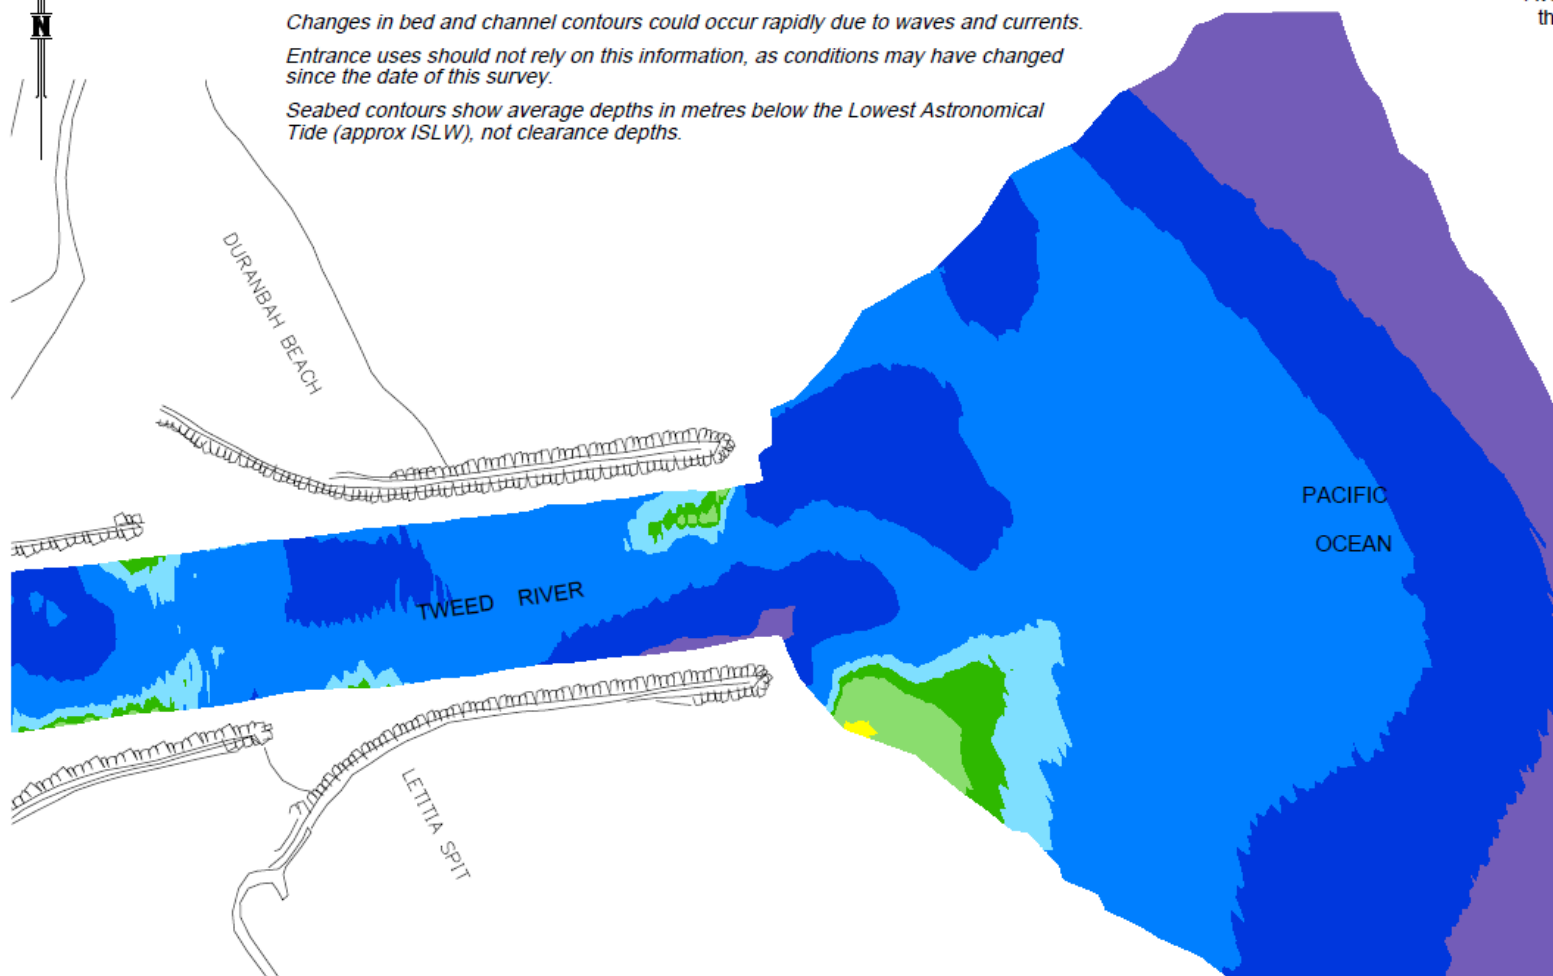 N
Changes in bed and channel contours could occur rapidly due to waves and currents.
Entrance uses should not rely on this information, as conditions may have changed
since the date of this survey.
Seabed contours show average depths in metres below the Lowest Astronomical
Tide (approx ISLW), not clearance depths.
th
DURANBAH BEACH
PACIFIC
OCEAN
TWEED RIVER
LETITIA SPIT